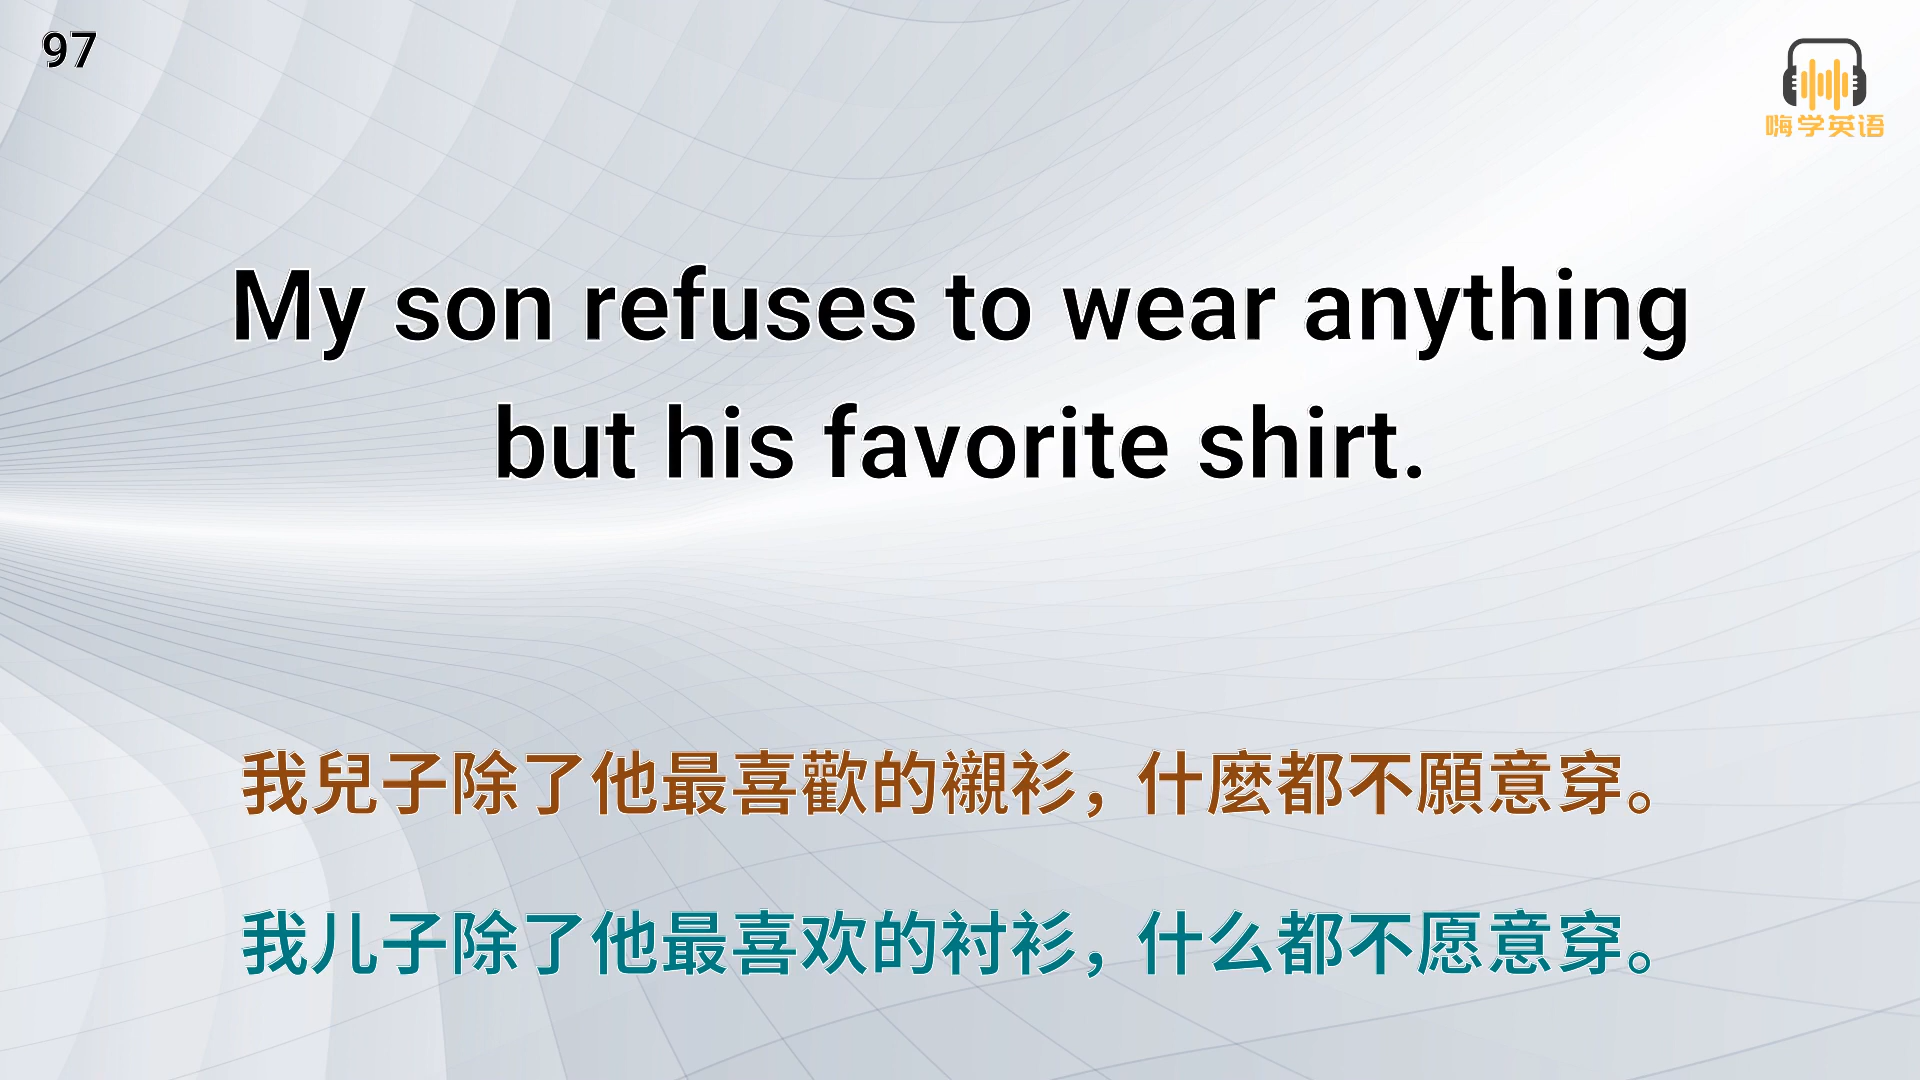 97
嗨学英语
My son refuses to wear anything
but his favorite shirt.
我兒子除了他最喜歡的襯衫，什麼都不願意穿。
我儿子除了他最喜欢的衬衫，什么都不愿意穿。